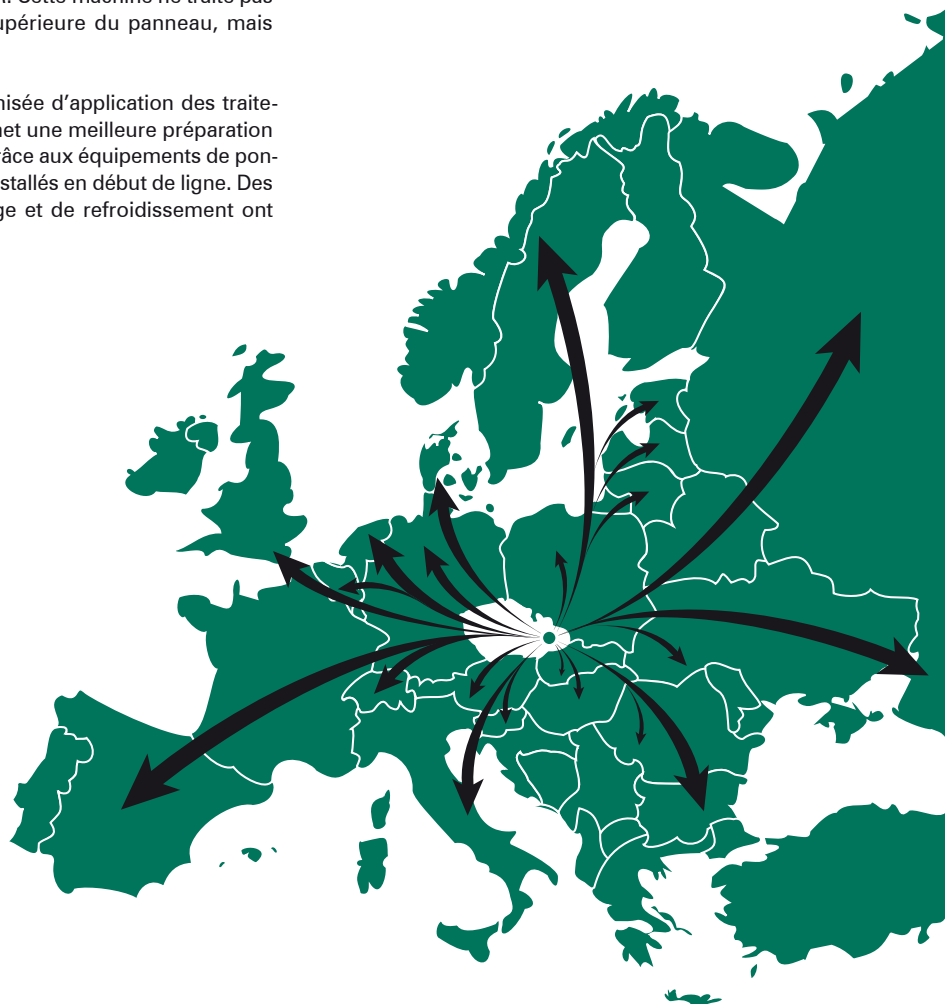 Cette machine ne traite pas
upérieure du panneau, mais
nisée d’application des traite-
net une meilleure préparation
râce aux équipements de pon-
stallés en début de ligne. Des
ge et de refroidissement ont